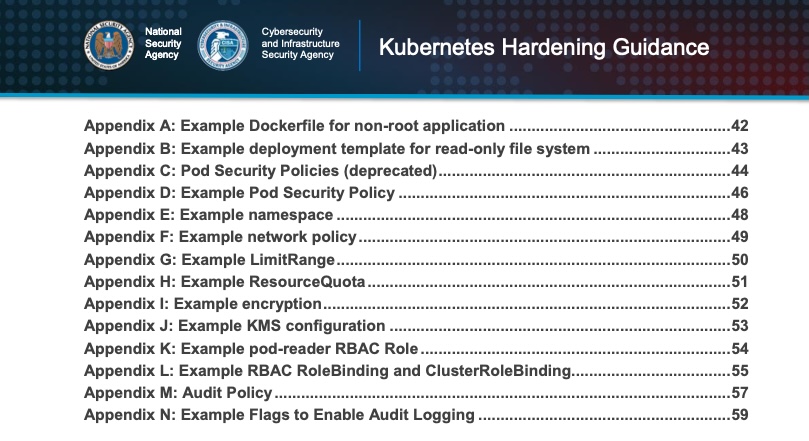 National
Security
Agency
Cybersecurity
and Infrastructure
Security Agency
Kubernetes Hardening Guidance
Appendix A: Example Dockerfile for non-root application ..................................................42
Appendix B: Example deployment template for read-only file system ...............................43
Appendix C: Pod Security Policies (deprecated)..................................................................44
Appendix D: Example Pod Security Policy ...........................................................................46
Appendix E: Example namespace .........................................................................................48
Appendix F: Example network policy....................................................................................49
Appendix G: Example LimitRange.........................................................................................50
Appendix H: Example ResourceQuota..................................................................................51
Appendix I: Example encryption............................................................................................52
Appendix J: Example KMS configuration .............................................................................53
Appendix K: Example pod-reader RBAC Role......................................................................54
Appendix L: Example RBAC RoleBinding and ClusterRoleBinding....................................55
Appendix M: Audit Policy.......................................................................................................57
Appendix N: Example Flags to Enable Audit Logging .........................................................59